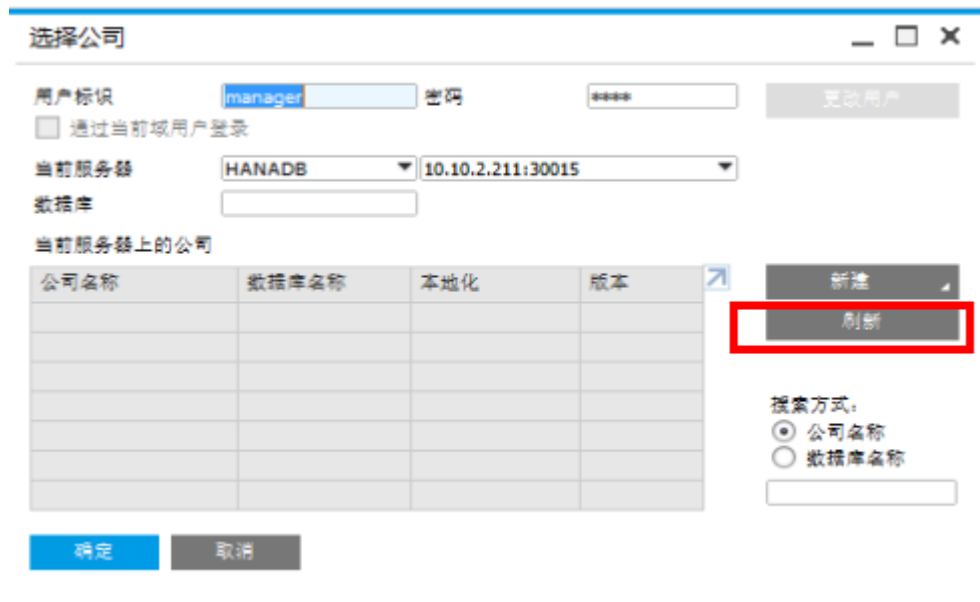 选择公司
用户标识 manager 密码 **** 更改用户
通过当前域用户登录
当前服务器 HANADB 10.10.2.211:30015
数据库
当前服务器上的公司
公司名称 数据库名称 本地化 版本 新建
刷新
搜索方式:
公司名称
数据库名称
确定 取消